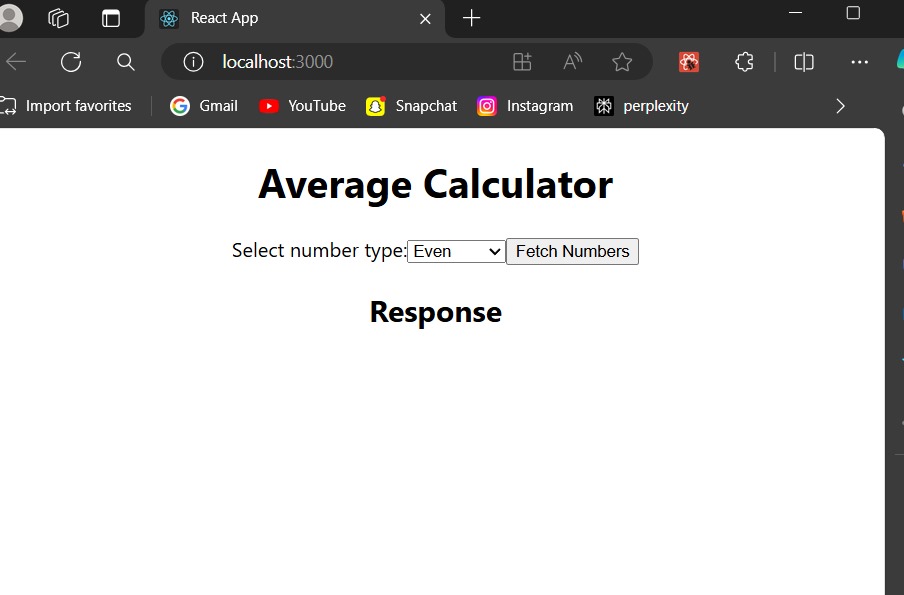 React App
localhost:3000
Import favorites Gmail YouTube Snapchat Instagram perplexity
Average Calculator
Select number type: Even Fetch Numbers
Response